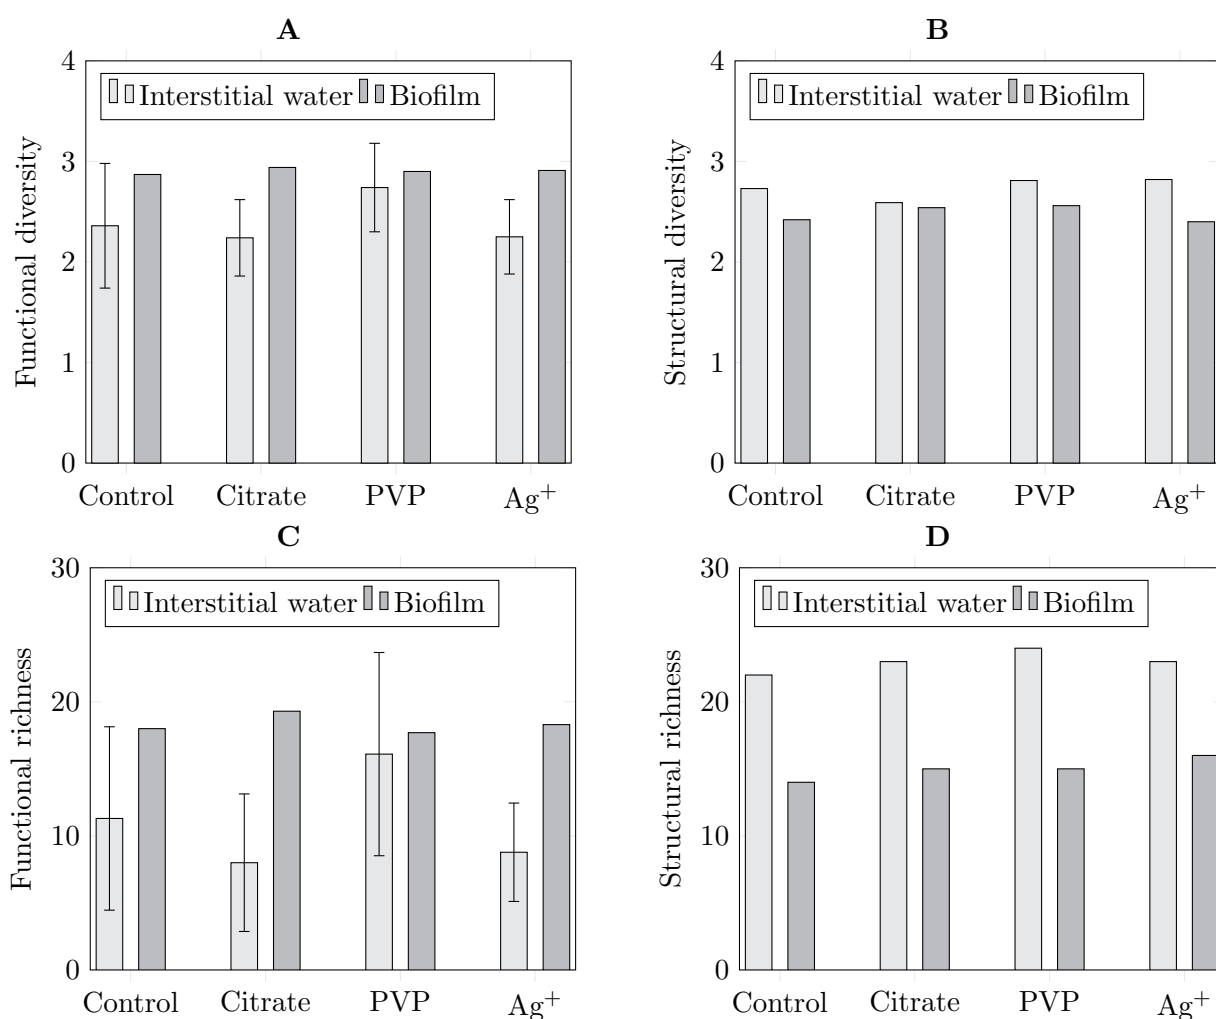 A
4
3
2
1
0
Functional diversity
Interstitial water Biofilm
Control Citrate PVP Ag⁺
B
4
3
2
1
0
Structural diversity
Interstitial water Biofilm
Control Citrate PVP Ag⁺
C
30
20
10
0
Functional richness
Interstitial water Biofilm
Control Citrate PVP Ag⁺
D
30
20
10
0
Structural richness
Interstitial water Biofilm
Control Citrate PVP Ag⁺